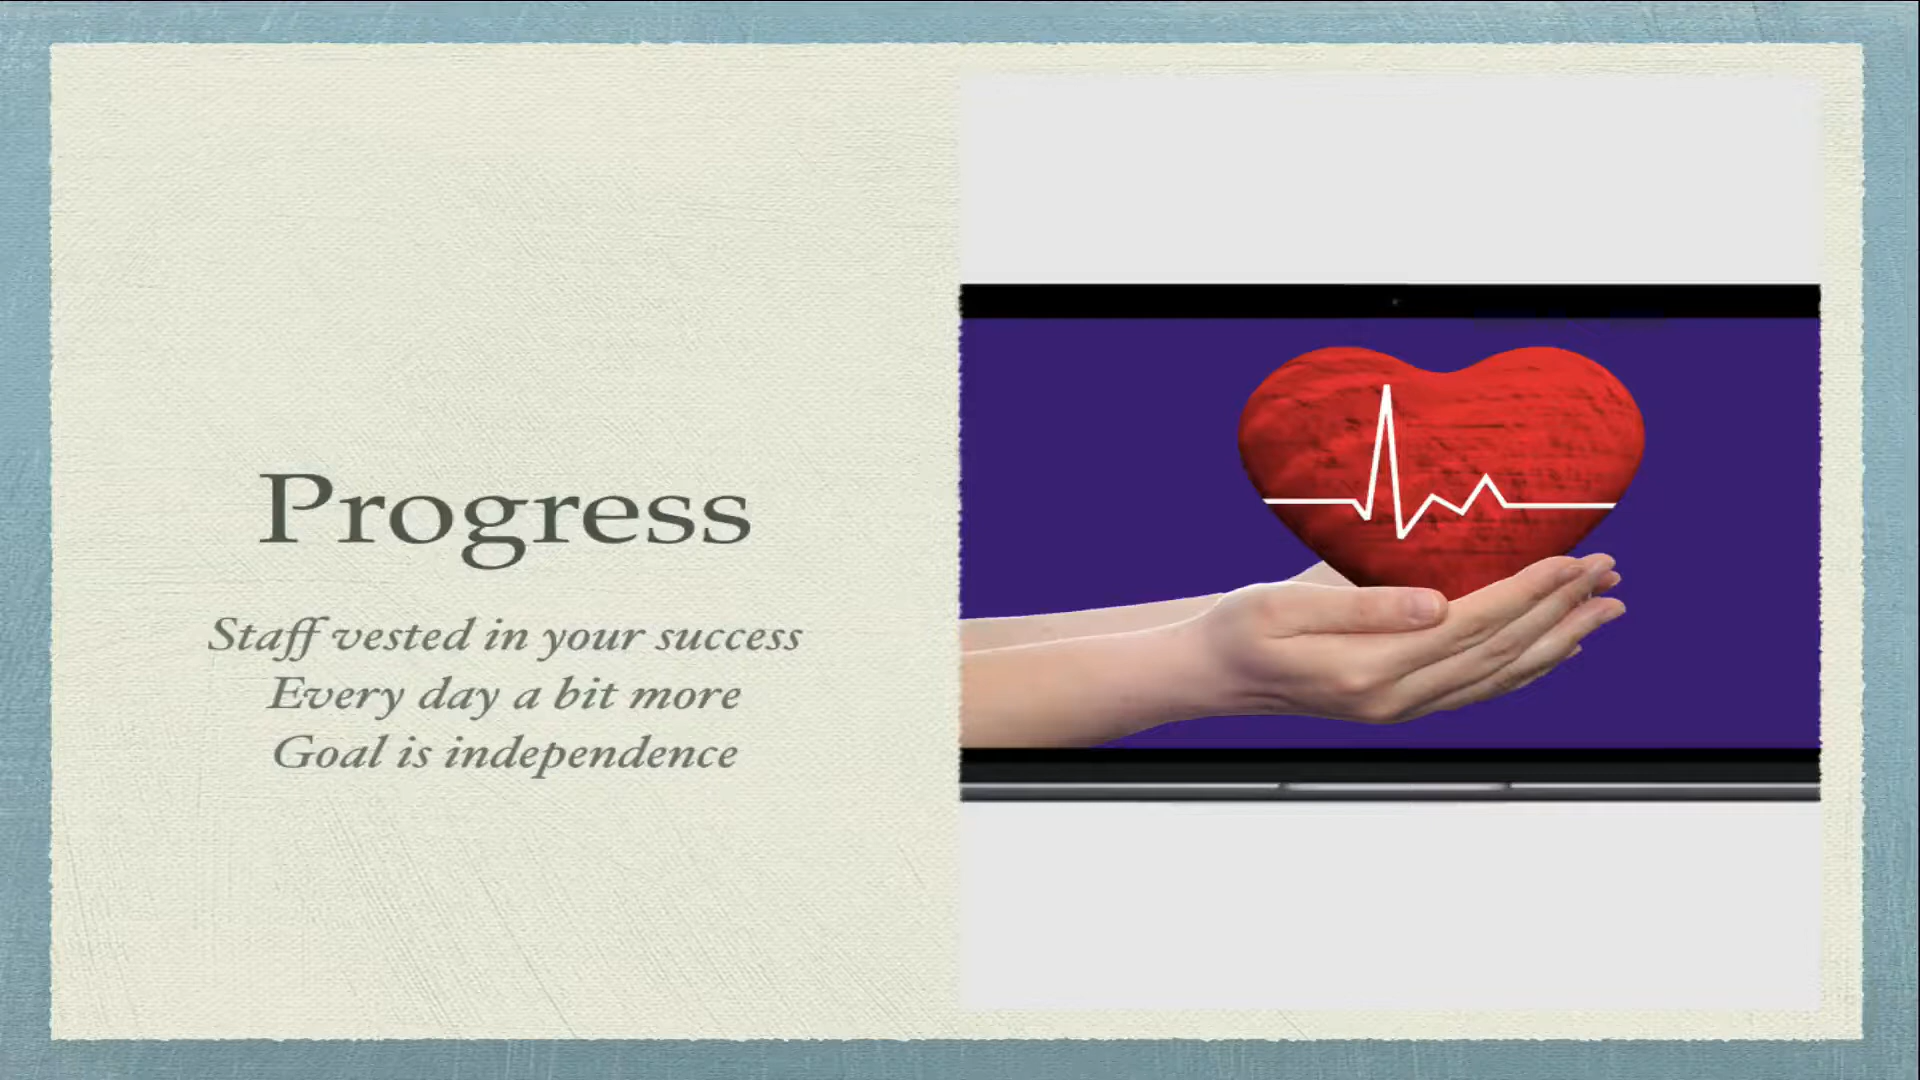 Progress
Staff vested in your success
Every day a bit more
Goal is independence